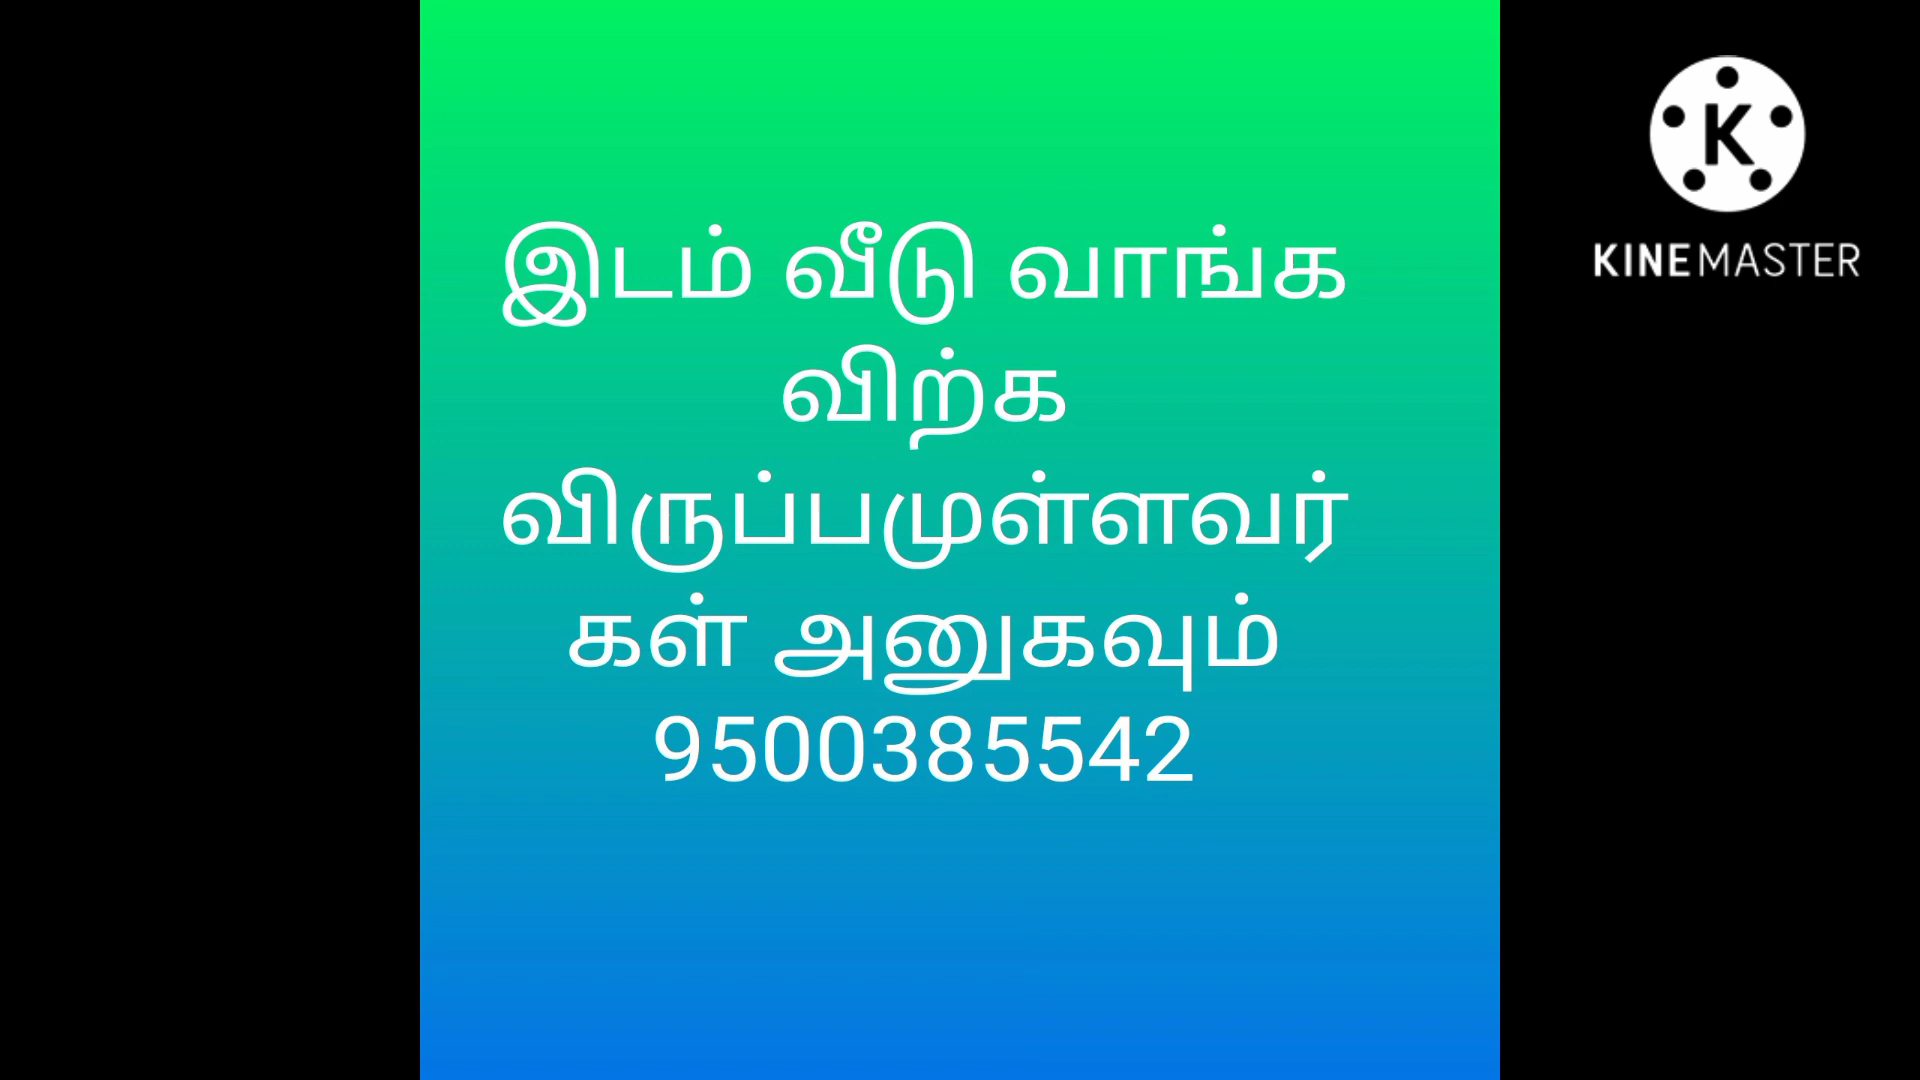 இடம் வீடு வாங்க
விற்க
விருப்பமுள்ளவர்
கள் அனுகவும்
9500385542
K
KINEMASTER